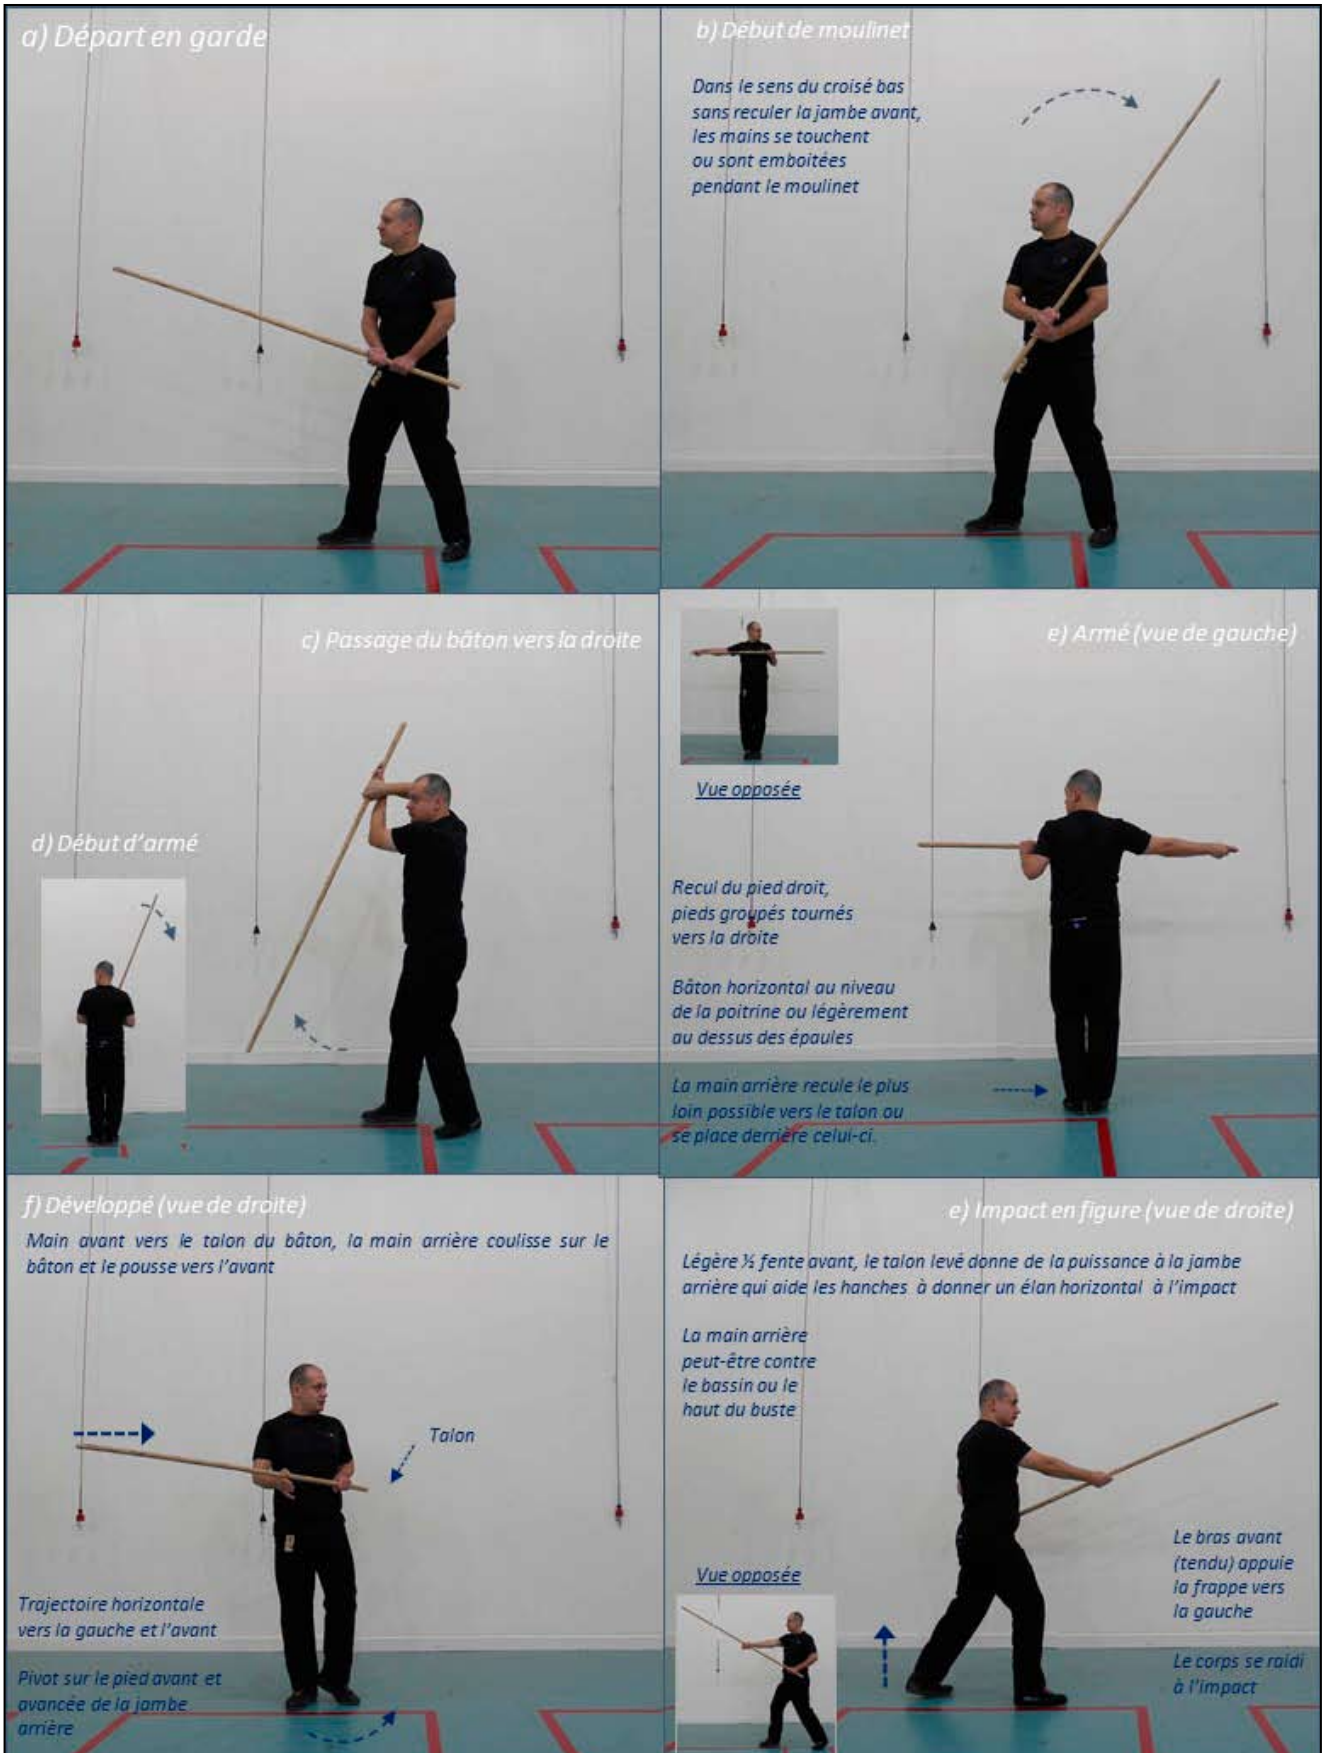 a) Départ en garde
b) Début de moulinet
Dans le sens du croisé bas
sans reculer la jambe avant,
les mains se touchent
ou sont emboitées
pendant le moulinet
c) Passage du bâton vers la droite
d) Début d'armé
e) Armé (vue de gauche)
Vue opposée
Recul du pied droit,
pieds groupés tournés
vers la droite
Bâton horizontal au niveau
de la poitrine ou légèrement
au dessus des épaules
La main arrière recule le plus
loin possible vers le talon ou
se place derrière celui-ci.
f) Développé (vue de droite)
Main avant vers le talon du bâton, la main arrière coulisse sur le
bâton et le pousse vers l'avant
Talon
Trajectoire horizontale
vers la gauche et l'avant
Pivot sur le pied avant et
avancée de la jambe
arrière
e) Impact en figure (vue de droite)
Légère ½ fente avant, le talon levé donne de la puissance à la jambe
arrière qui aide les hanches à donner un élan horizontal à l'impact
La main arrière
peut-être contre
le bassin ou le
haut du buste
Vue opposée
Le bras avant
(tendu) appuie
la frappe vers
la gauche
Le corps se raidi
à l'impact